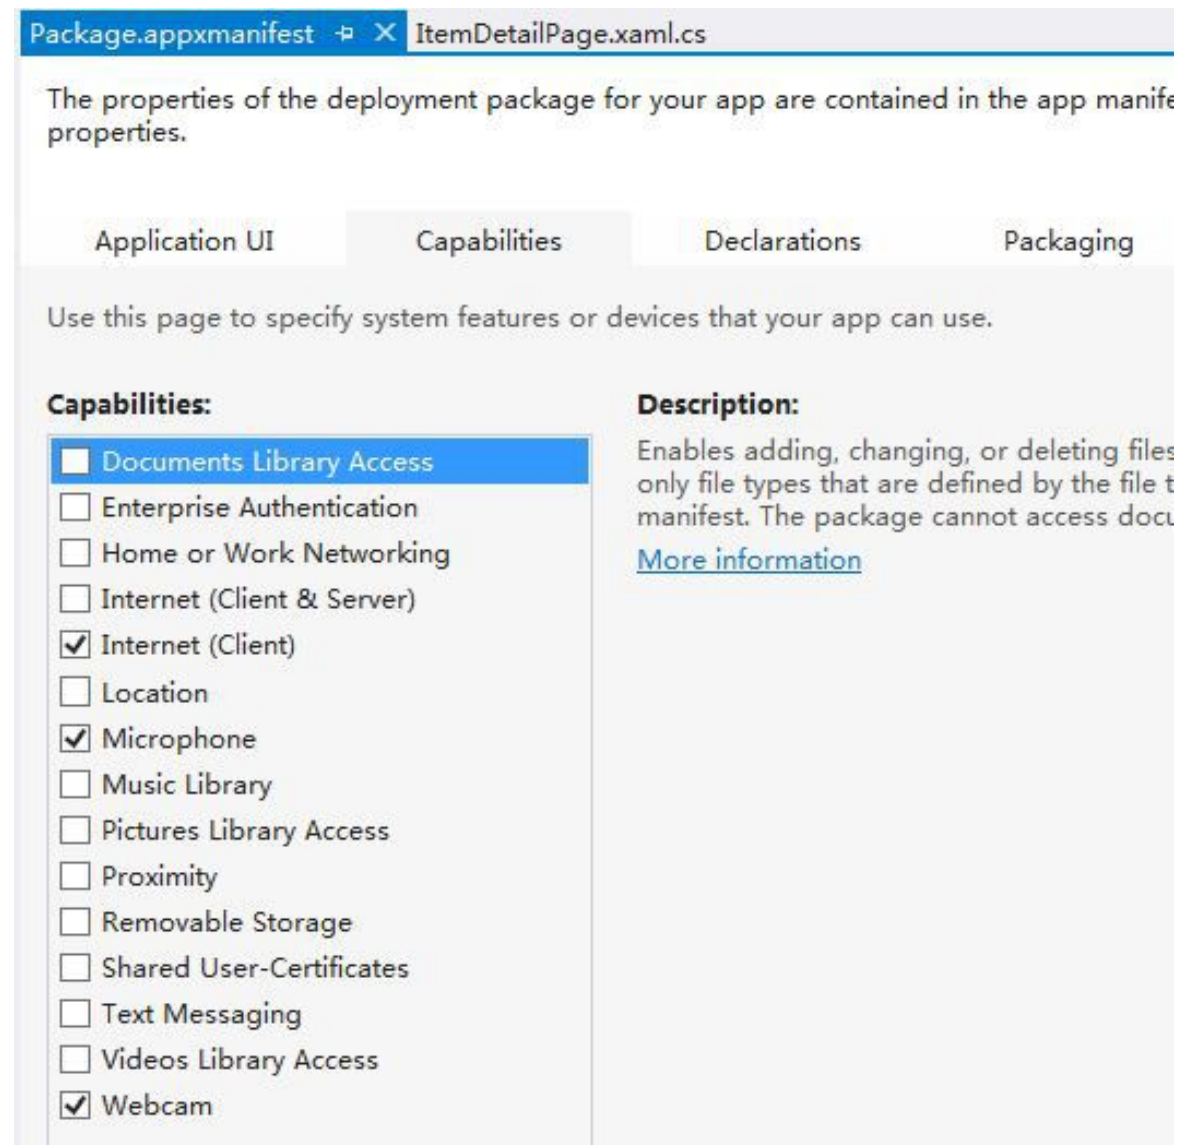 Package.appxmanifest ItemDetailPage.xaml.cs
The properties of the deployment package for your app are contained in the app manife
properties.
Application UI Capabilities Declarations Packaging
Use this page to specify system features or devices that your app can use.
Capabilities:
Documents Library Access
Enterprise Authentication
Home or Work Networking
Internet (Client & Server)
Internet (Client)
Location
Microphone
Music Library
Pictures Library Access
Proximity
Removable Storage
Shared User-Certificates
Text Messaging
Videos Library Access
Webcam
Description:
Enables adding, changing, or deleting files
only file types that are defined by the file t
manifest. The package cannot access docu
More information